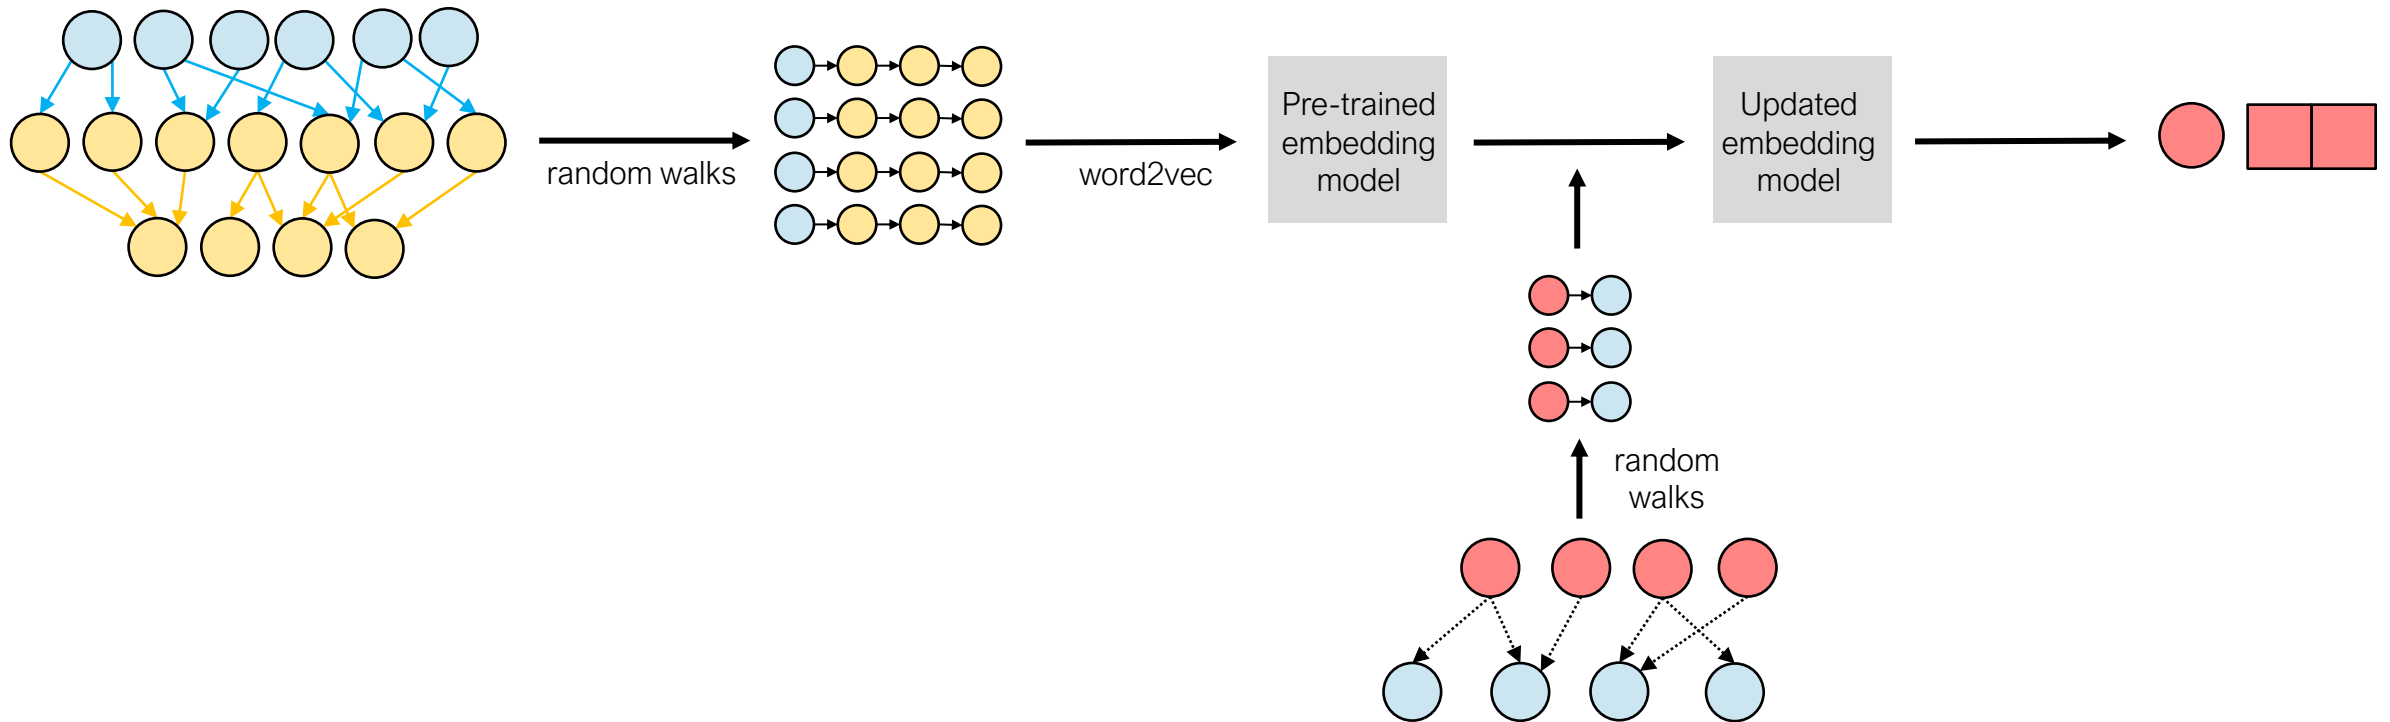 random walks
word2vec
Pre-trained
embedding
model
Updated
embedding
model
random
walks